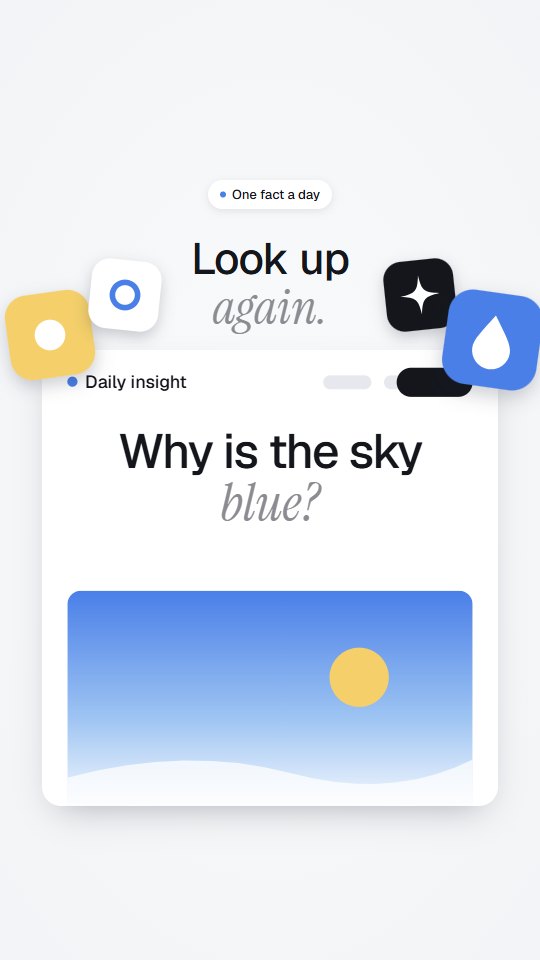 One fact a day
Look up
again.
Daily insight
Why is the sky
blue?